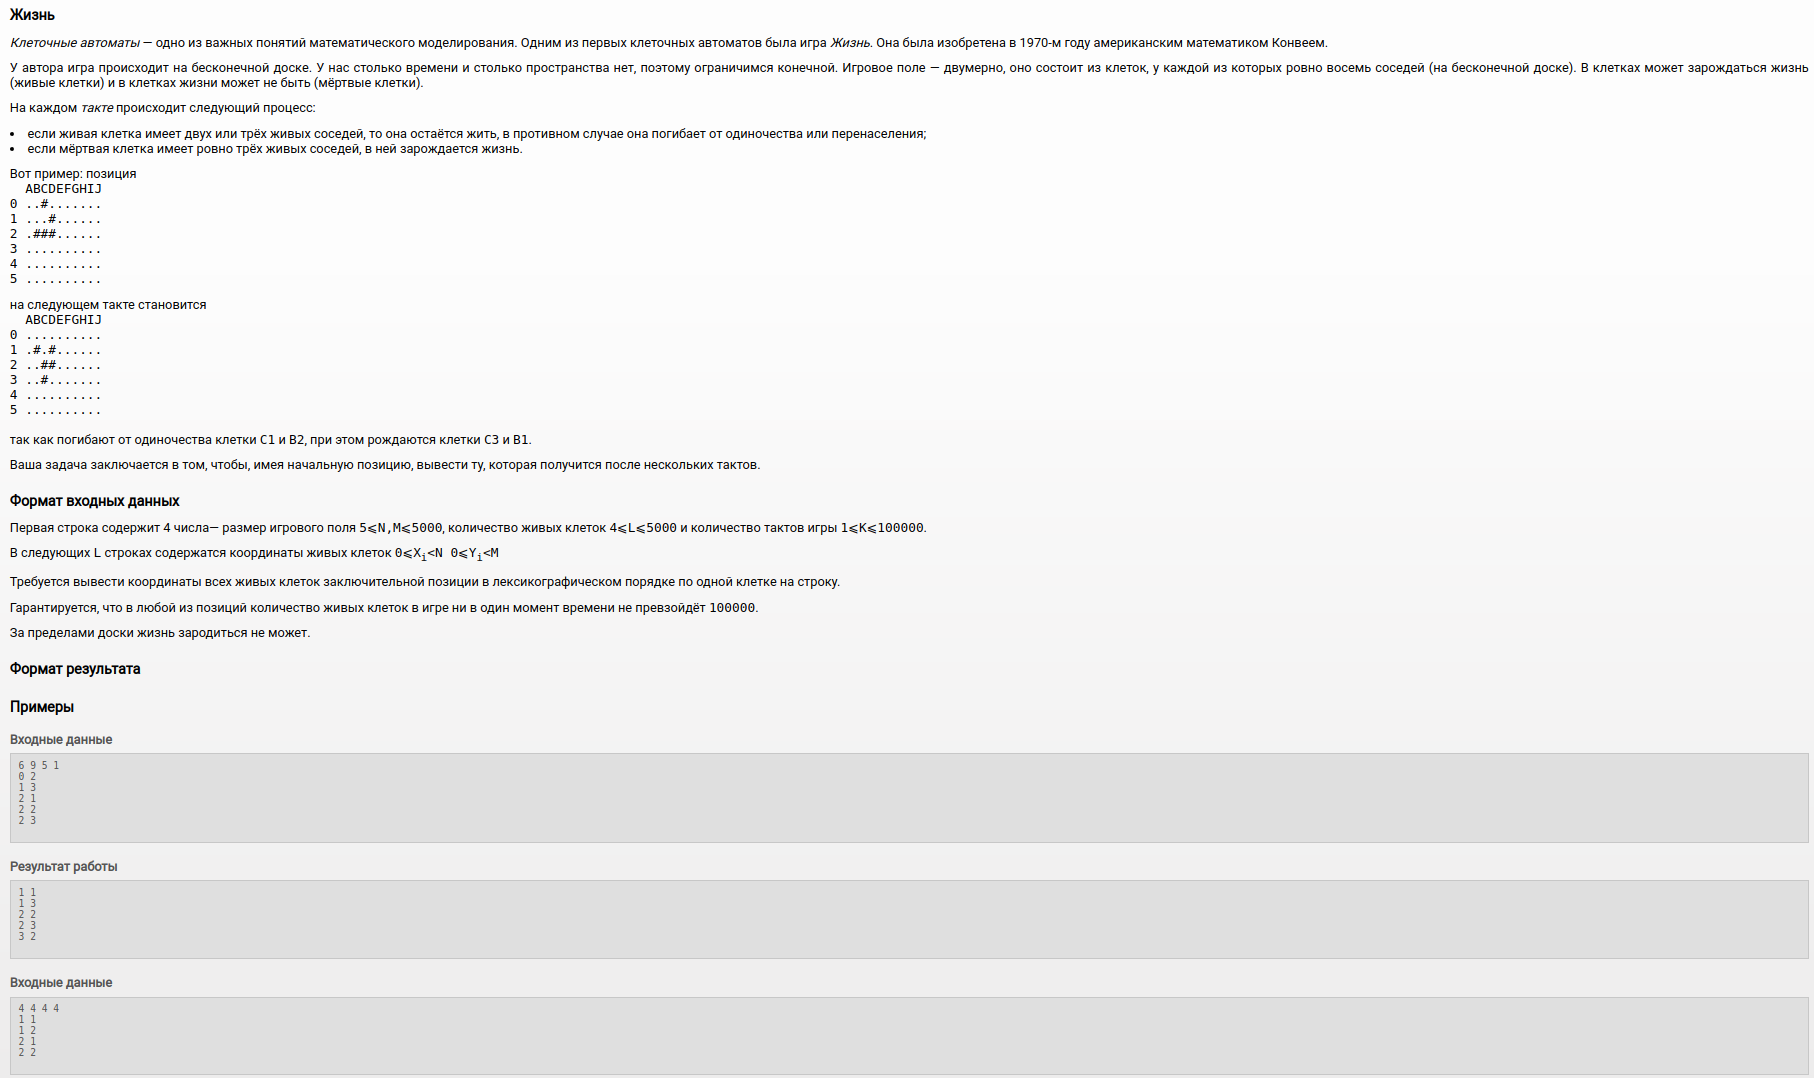 Жизнь
Клеточные автоматы — одно из важных понятий математического моделирования. Одним из первых клеточных автоматов была игра Жизнь. Она была изобретена в 1970-м году американским математиком Конвеем.
У автора игра происходит на бесконечной доске. У нас столько времени и столько пространства нет, поэтому ограничимся конечной. Игровое поле — двумерно, оно состоит из клеток, у каждой из которых ровно восемь соседей (на бесконечной доске). В клетках может зарождаться жизнь
(живые клетки) и в клетках жизни может не быть (мёртвые клетки).
На каждом такте происходит следующий процесс:
• если живая клетка имеет двух или трёх живых соседей, то она остаётся жить, в противном случае она погибает от одиночества или перенаселения;
• если мёртвая клетка имеет ровно трёх живых соседей, в ней зарождается жизнь.
Вот пример: позиция
  ABCDEFGHIJ
0 ..#.......
1 ...#......
2 .###......
3 ..........
4 ..........
5 ..........
на следующем такте становится
  ABCDEFGHIJ
0 ..........
1 .#.#......
2 ..##......
3 ..#.......
4 ..........
5 ..........
так как погибают от одиночества клетки C1 и B2, при этом рождаются клетки C3 и B1.
Ваша задача заключается в том, чтобы, имея начальную позицию, вывести ту, которая получится после нескольких тактов.
Формат входных данных
Первая строка содержит 4 числа— размер игрового поля 5⩽N,M⩽5000, количество живых клеток 4⩽L⩽5000 и количество тактов игры 1⩽K⩽100000.
В следующих L строках содержатся координаты живых клеток 0⩽Xi<N 0⩽Yi<M
Требуется вывести координаты всех живых клеток заключительной позиции в лексикографическом порядке по одной клетке на строку.
Гарантируется, что в любой из позиций количество живых клеток в игре ни в один момент времени не превзойдёт 100000.
За пределами доски жизнь зародиться не может.
Формат результата
Примеры
Входные данные
6 9 5 1
0 2
1 3
2 1
2 2
2 3
Результат работы
1 1
1 3
2 2
2 3
3 2
Входные данные
4 4 4 4
1 1
1 2
2 1
2 2